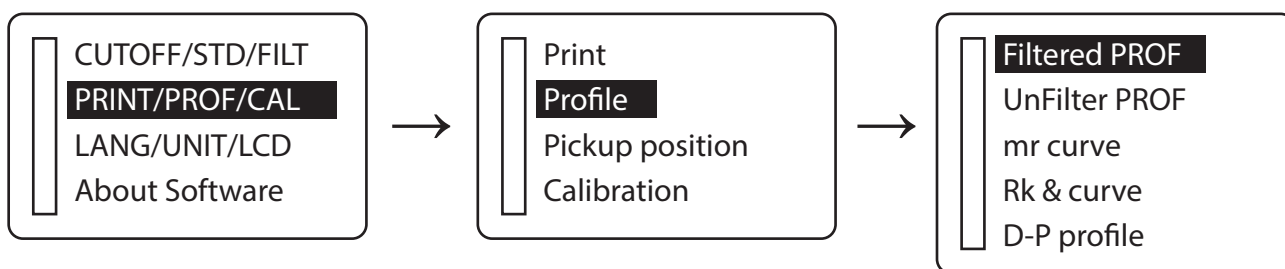 CUTOFF/STD/FILT
PRINT/PROF/CAL
LANG/UNIT/LCD
About Software
Print
Profile
Pickup position
Calibration
Filtered PROF
UnFilter PROF
mr curve
Rk & curve
D-P profile